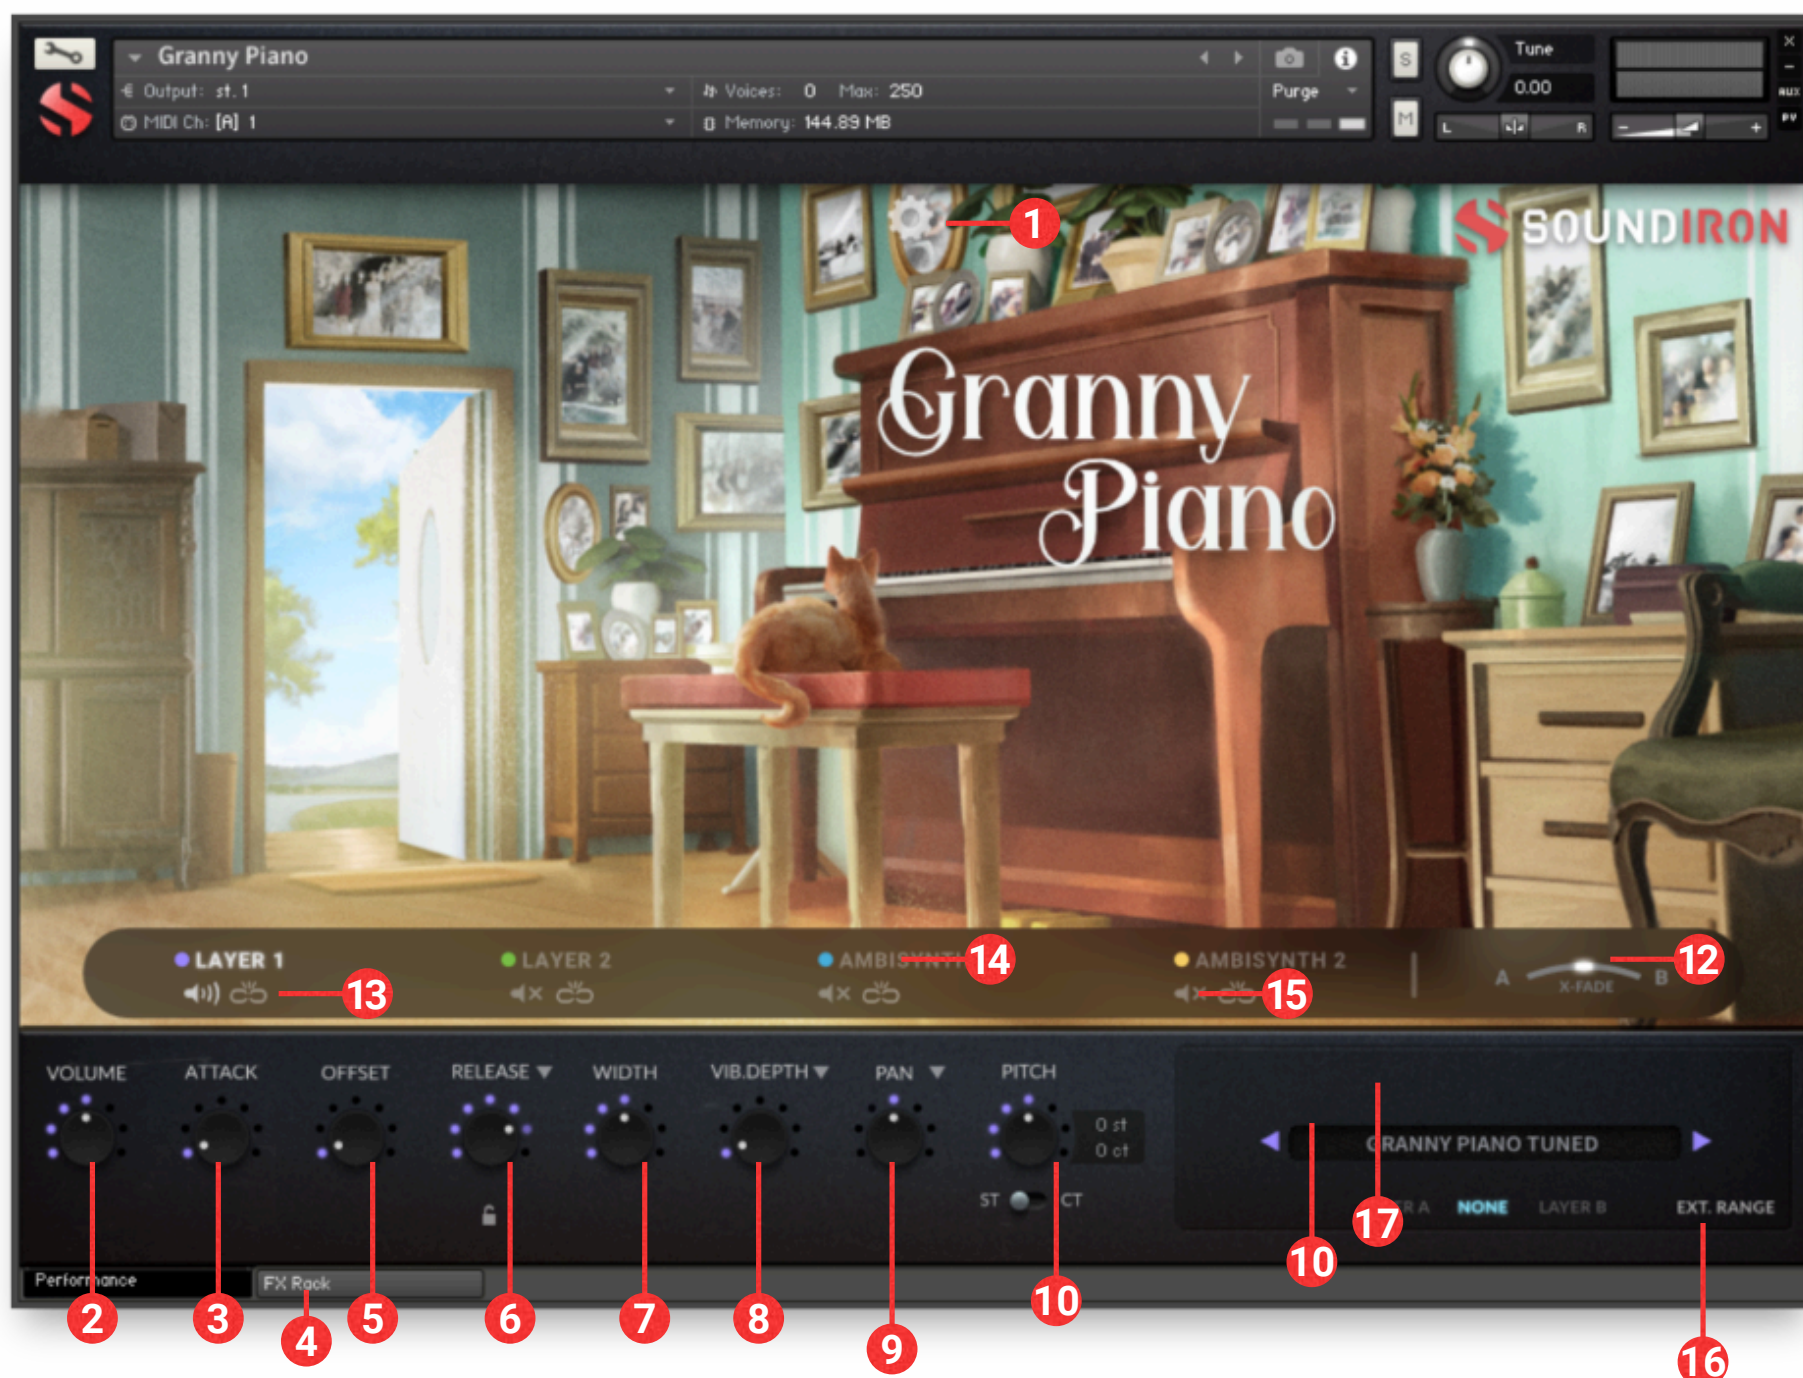 Granny Piano
Output: st. 1
Voices: 0 Max: 250
Purge
MIDI Ch: [A] 1
Memory: 144.89 MB
S
M
Tune
0.00
L R
- +
X
-
AUX
PV
1
SOUNDIRON
Granny
Piano
LAYER 1
LAYER 2
AMBISYNTH
14
AMBISYNTH 2
12
A X-FADE B
13
15
VOLUME
ATTACK
OFFSET
RELEASE
WIDTH
VIB.DEPTH
PAN
PITCH
0 st
0 ct
ST CT
GRANNY PIANO TUNED
NONE
LAYER B
EXT. RANGE
17
10
Performance
FX Rack
2
3
4
5
6
7
8
9
10
16